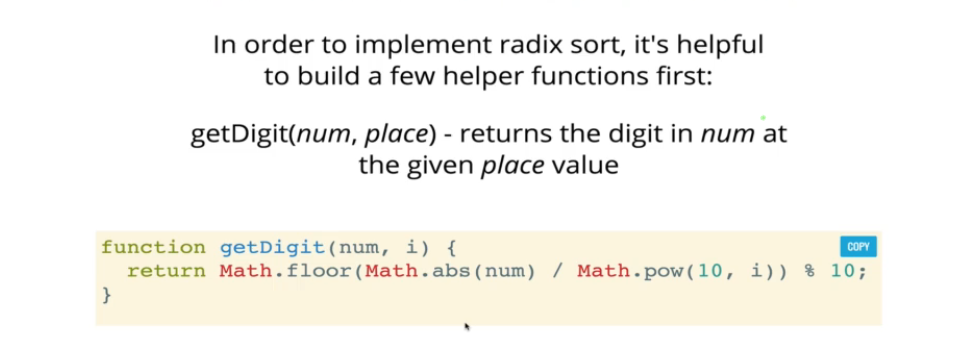 In order to implement radix sort, it's helpful
to build a few helper functions first:
getDigit(num, place) - returns the digit in num at
the given place value
function getDigit(num, i) {
COPY
  return Math.floor(Math.abs(num) / Math.pow(10, i)) % 10;
}